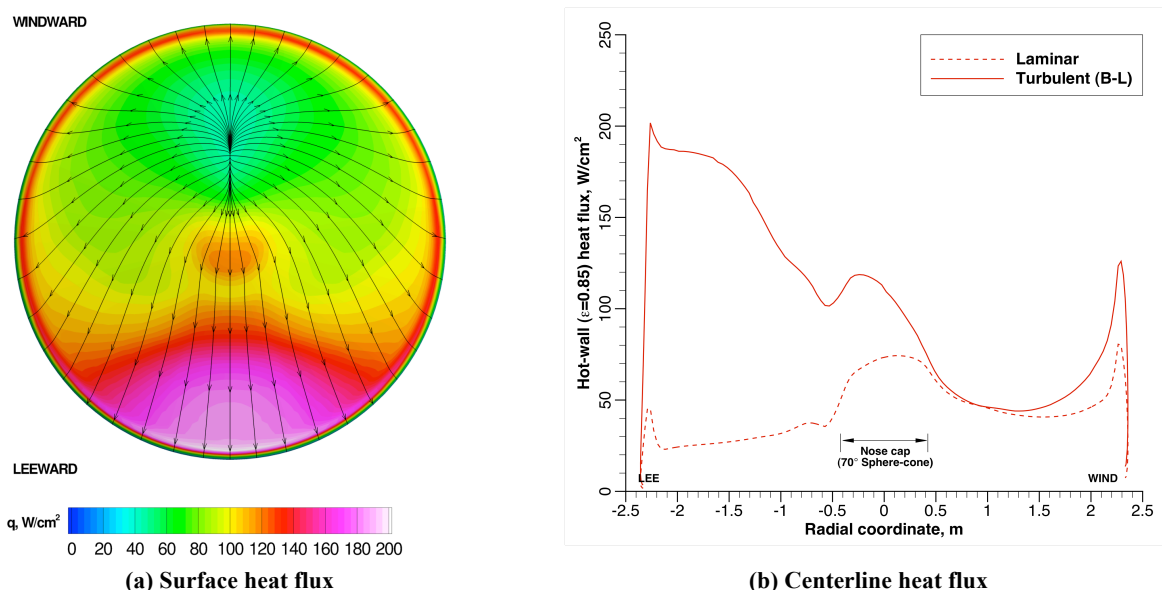 WINDWARD
LEEWARD
q, W/cm²
0 20 40 60 80 100 120 140 160 180 200
(a) Surface heat flux
Hot-wall (ε=0.85) heat flux, W/cm²
250
200
150
100
50
0
Laminar
Turbulent (B-L)
Nose cap
(70° Sphere-cone)
LEE
WIND
-2.5 -2 -1.5 -1 -0.5 0 0.5 1 1.5 2 2.5
Radial coordinate, m
(b) Centerline heat flux